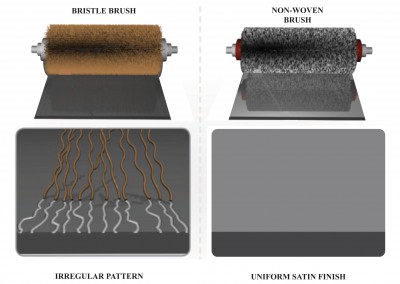 BRISTLE BRUSH
NON-WOVEN
BRUSH
IRREGULAR PATTERN
UNIFORM SATIN FINISH